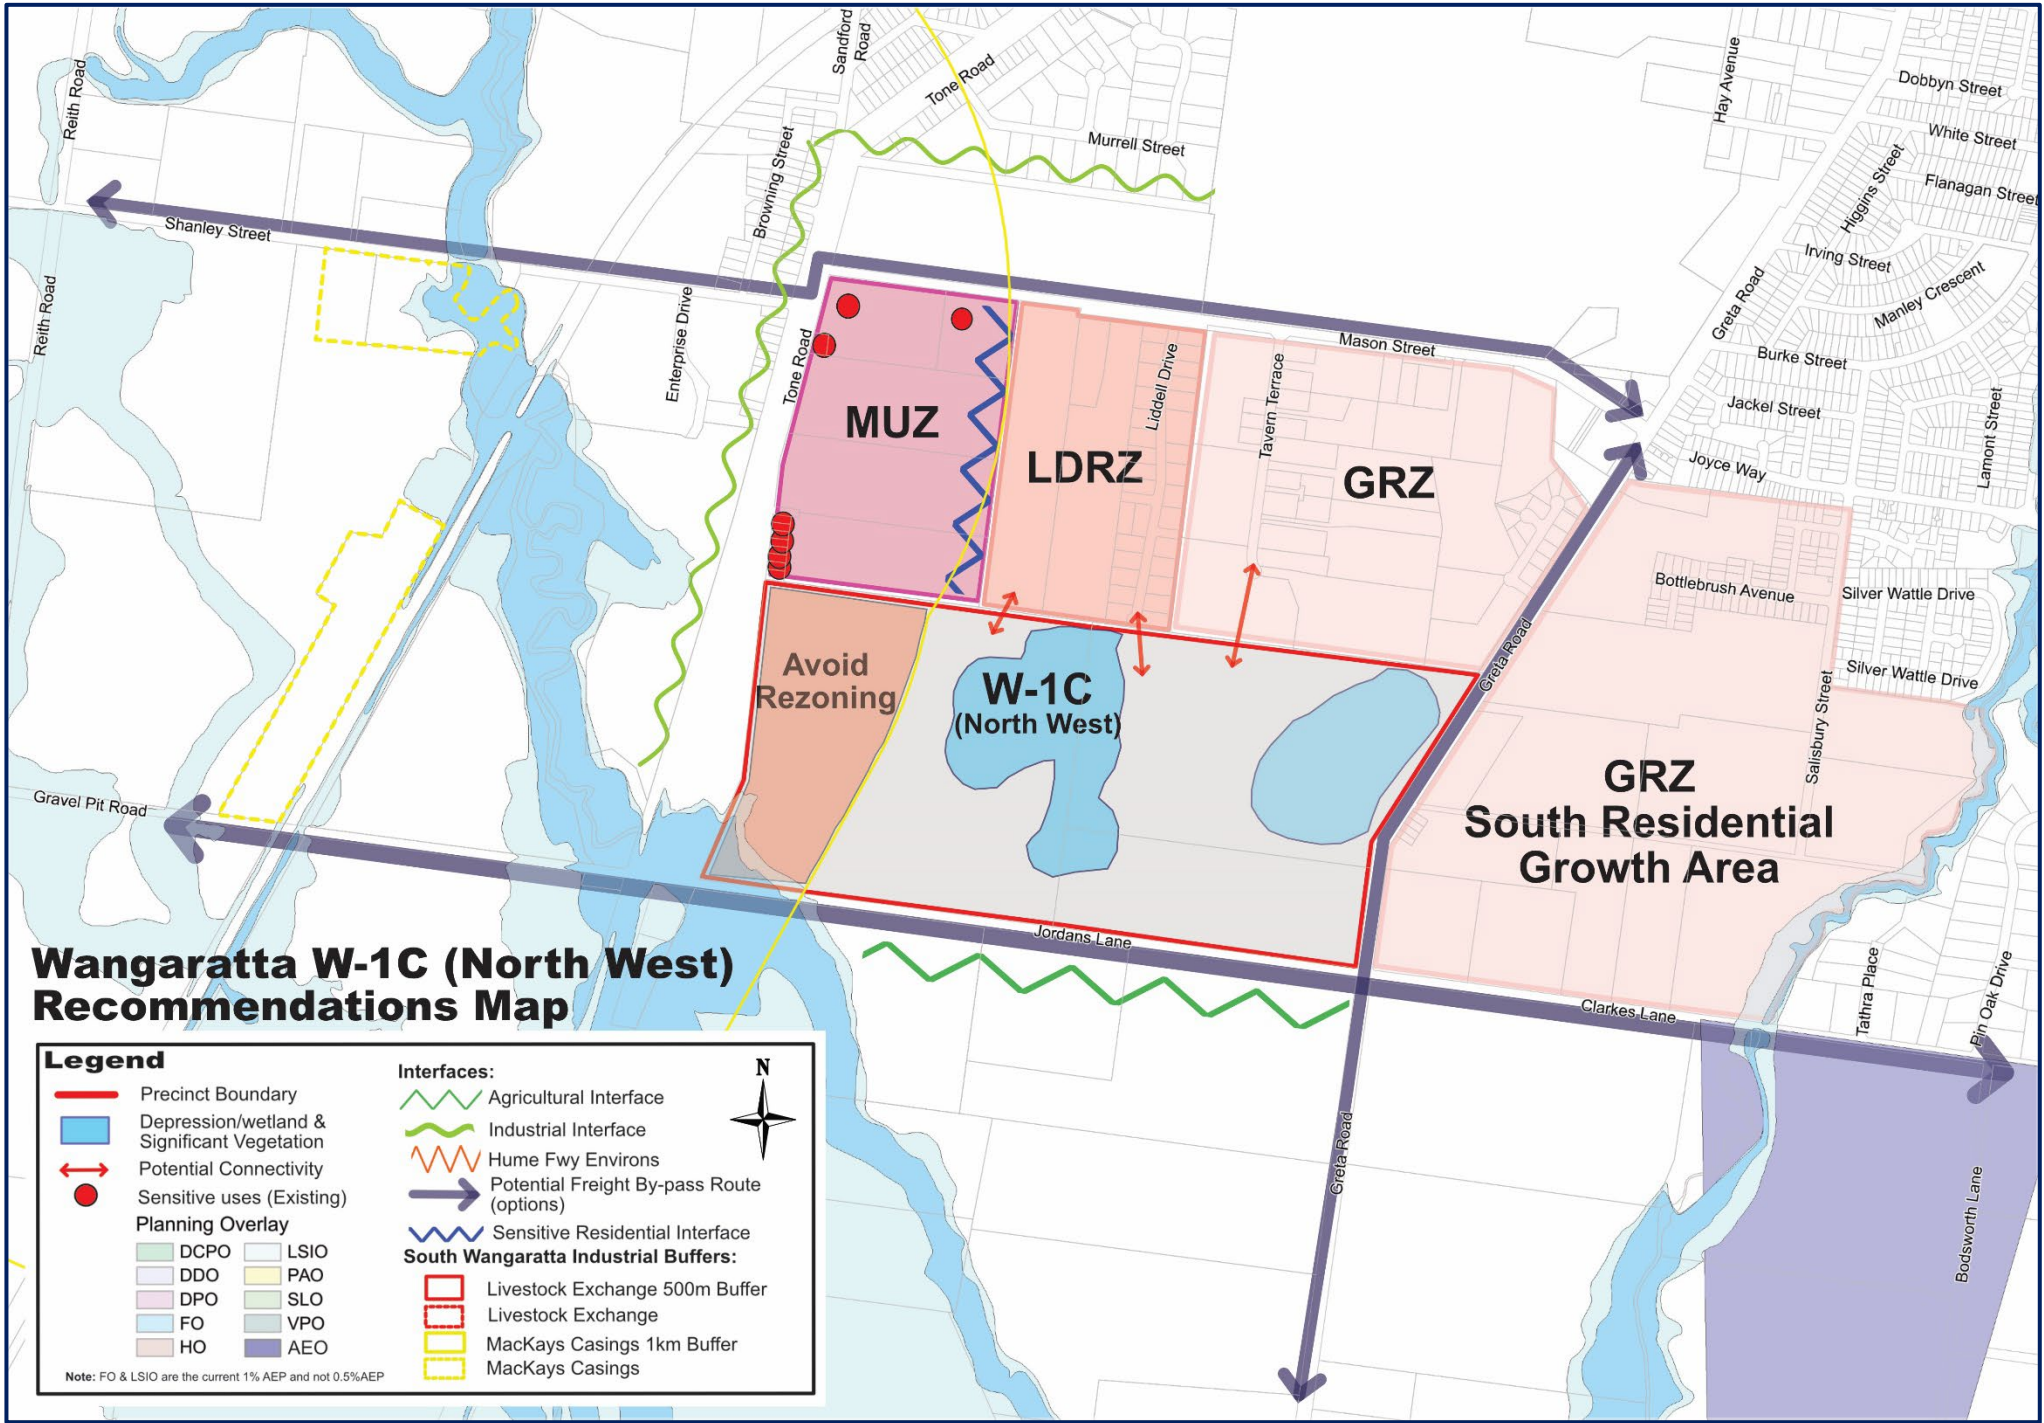 Sandford
Road
Tone Road
Hay Avenue
Dobbyn Street
Reith Road
White Street
Murrell Street
Higgins Street
Flanagan Street
Browning Street
Shanley Street
Irving Street
Manley Crescent
Greta Road
Reith Road
Enterprise Drive
Tone Road
Mason Street
Burke Street
Liddell Drive
Tavern Terrace
Jackel Street
Lamont Street
MUZ
LDRZ
GRZ
Joyce Way
Bottlebrush Avenue
Silver Wattle Drive
Greta Road
Silver Wattle Drive
Avoid
Rezoning
W-1C
(North West)
Salisbury Street
GRZ
South Residential
Growth Area
Gravel Pit Road
Jordans Lane
Clarkes Lane
Tathra Place
Pin Oak Drive
Greta Road
Bodsworth Lane
Wangaratta W-1C (North West)
Recommendations Map
Legend
Precinct Boundary
Depression/wetland &
Significant Vegetation
Potential Connectivity
Sensitive uses (Existing)
Planning Overlay
DCPO
LSIO
DDO
PAO
DPO
SLO
FO
VPO
HO
AEO
Note: FO & LSIO are the current 1% AEP and not 0.5%AEP
Interfaces:
Agricultural Interface
Industrial Interface
Hume Fwy Environs
Potential Freight By-pass Route
(options)
Sensitive Residential Interface
South Wangaratta Industrial Buffers:
Livestock Exchange 500m Buffer
Livestock Exchange
MacKays Casings 1km Buffer
MacKays Casings
N